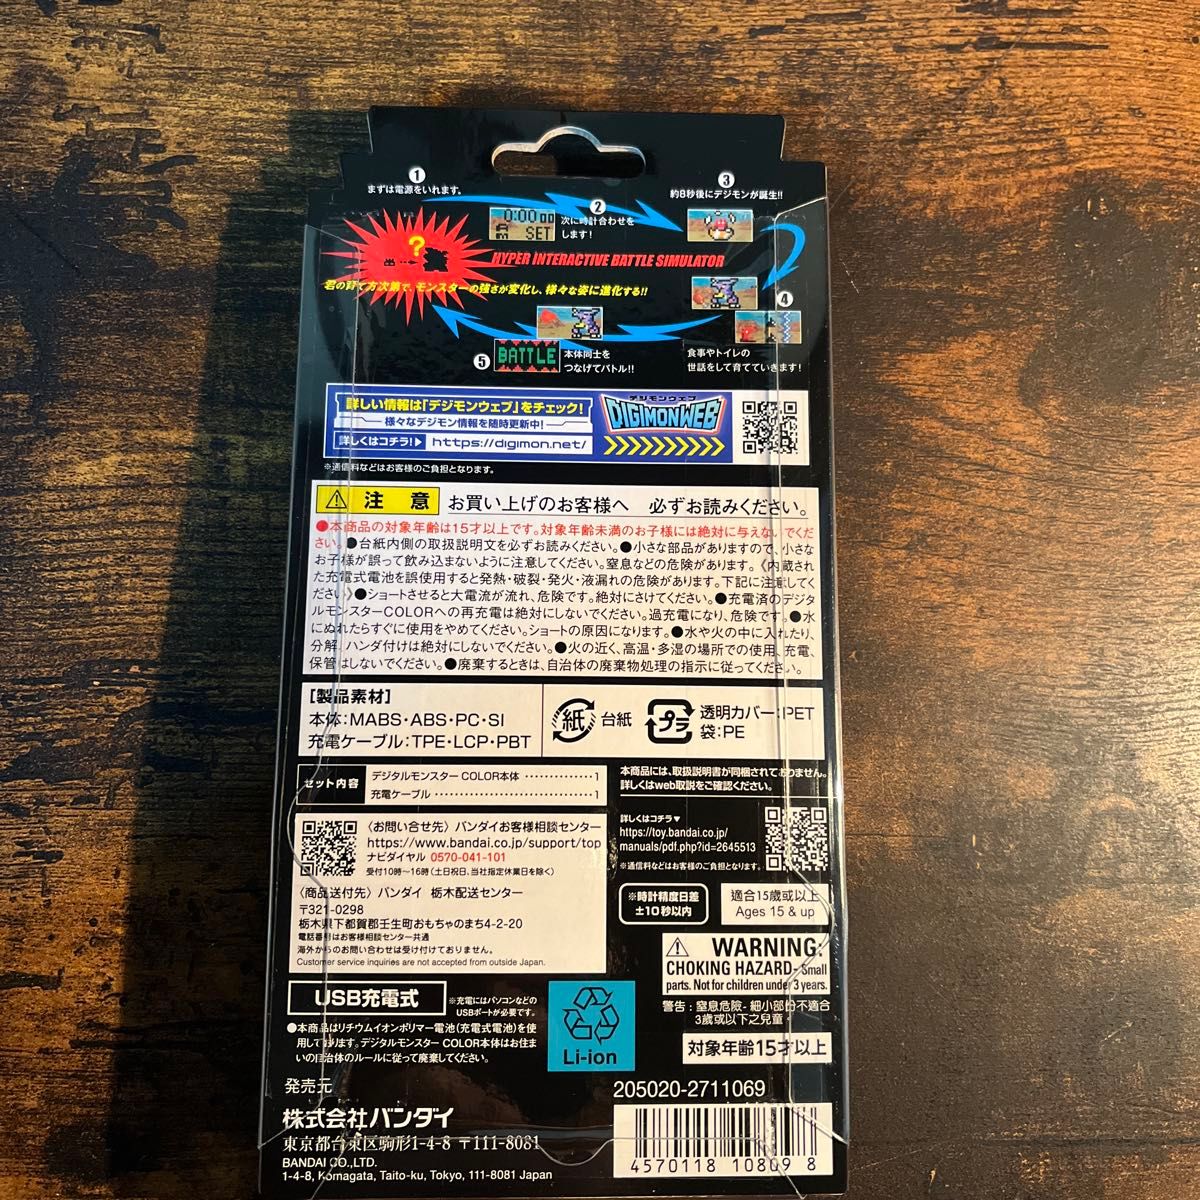 1
まずは電源をいれます。
2
次に時計合わせを
します!
0:00 00
AM SET
3
約8秒後にデジモンが誕生!!
?
HYPER INTERACTIVE BATTLE SIMULATOR
君の育て方次第で、モンスターの強さが変化し、様々な姿に進化する!!
4
食事やトイレの
世話をして育てていきます!
5
BATTLE
本体同士を
つなげてバトル!!
詳しい情報は「デジモンウェブ」をチェック!
様々なデジモン情報を随時更新中!
詳しくはコチラ!▶ https://digimon.net/
デジモンウェブ
DIGIMONWEB
※通信料などはお客様のご負担となります。
⚠ 注 意 お買い上げのお客様へ 必ずお読みください。
●本商品の対象年齢は15才以上です。対象年齢未満のお子様には絶対に与えないでくだ
さい。●台紙内側の取扱説明文を必ずお読みください。●小さな部品がありますので、小さな
お子様が誤って飲み込まないように注意してください。窒息などの危険があります。《内蔵され
た充電式電池を誤使用すると発熱・破裂・発火・液漏れの危険があります。下記に注意してく
ださい》●ショートさせると大電流が流れ、危険です。絶対にさけてください。●充電済のデジタ
ルモンスターCOLORへの再充電は絶対にしないでください。過充電になり、危険です。●水
にぬれたらすぐに使用をやめてください。ショートの原因になります。●水や火の中に入れたり、
分解、ハンダ付けは絶対にしないでください。●火の近く、高温・多湿の場所での使用、充電、
保管はしないでください。●廃棄するときは、自治体の廃棄物処理の指示に従ってください。
【製品素材】
本体:MABS・ABS・PC・SI
充電ケーブル:TPE・LCP・PBT
紙 台紙
プラ 透明カバー:PET
袋:PE
セット内容
デジタルモンスター COLOR本体 ·············1
充電ケーブル ······························1
本商品には、取扱説明書が同梱されておりません。
詳しくはweb取説をご確認ください。
詳しくはコチラ▼
https://toy.bandai.co.jp/
manuals/pdf.php?id=2645513
※通信料などはお客様のご負担となります。
〈お問い合せ先〉バンダイお客様相談センター
https://www.bandai.co.jp/support/top
ナビダイヤル 0570-041-101
受付10時〜16時(土日祝日、当社指定休業日を除く)
〈商品送付先〉バンダイ 栃木配送センター
〒321-0298
栃木県下都賀郡壬生町おもちゃのまち4-2-20
電話番号はお客様相談センター共通
海外からのお問い合わせは受け付けておりません。
Customer service inquiries are not accepted from outside Japan.
※時計精度日差
±10秒以内
適合15歲或以上
Ages 15 & up
⚠ WARNING:
CHOKING HAZARD- Small
parts. Not for children under 3 years.
警告:窒息危險-細小部份不適合
3歲或以下之兒童。
対象年齢15才以上
USB充電式
※充電にはパソコンなどの
USBポートが必要です。
●本商品はリチウムイオンポリマー電池(充電式電池)を使
用しております。デジタルモンスター COLOR本体はお住ま
いの自治体のルールに従って廃棄してください。
Li-ion
発売元
株式会社バンダイ
東京都台東区駒形1-4-8 〒111-8081
BANDAI CO.,LTD.
1-4-8, Komagata, Taito-ku, Tokyo, 111-8081 Japan
205020-2711069
4570118 108098